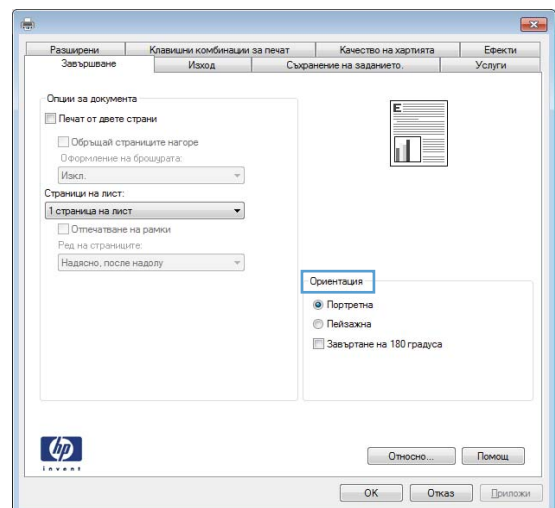 Разширени
Клавишни комбинации за печат
Качество на хартията
Ефекти
Завършване
Изход
Съхранение на заданието.
Услуги
Опции за документа
Печат от двете страни
Обръщай страниците нагоре
Оформление на брошурата:
Изкл.
Страници на лист:
1 страница на лист
Отпечатване на рамки
Ред на страниците:
Надясно, после надолу
E
Ориентация
Портретна
Пейзажна
Завъртане на 180 градуса
hp
invent
Относно...
Помощ
OK
Отказ
Приложи